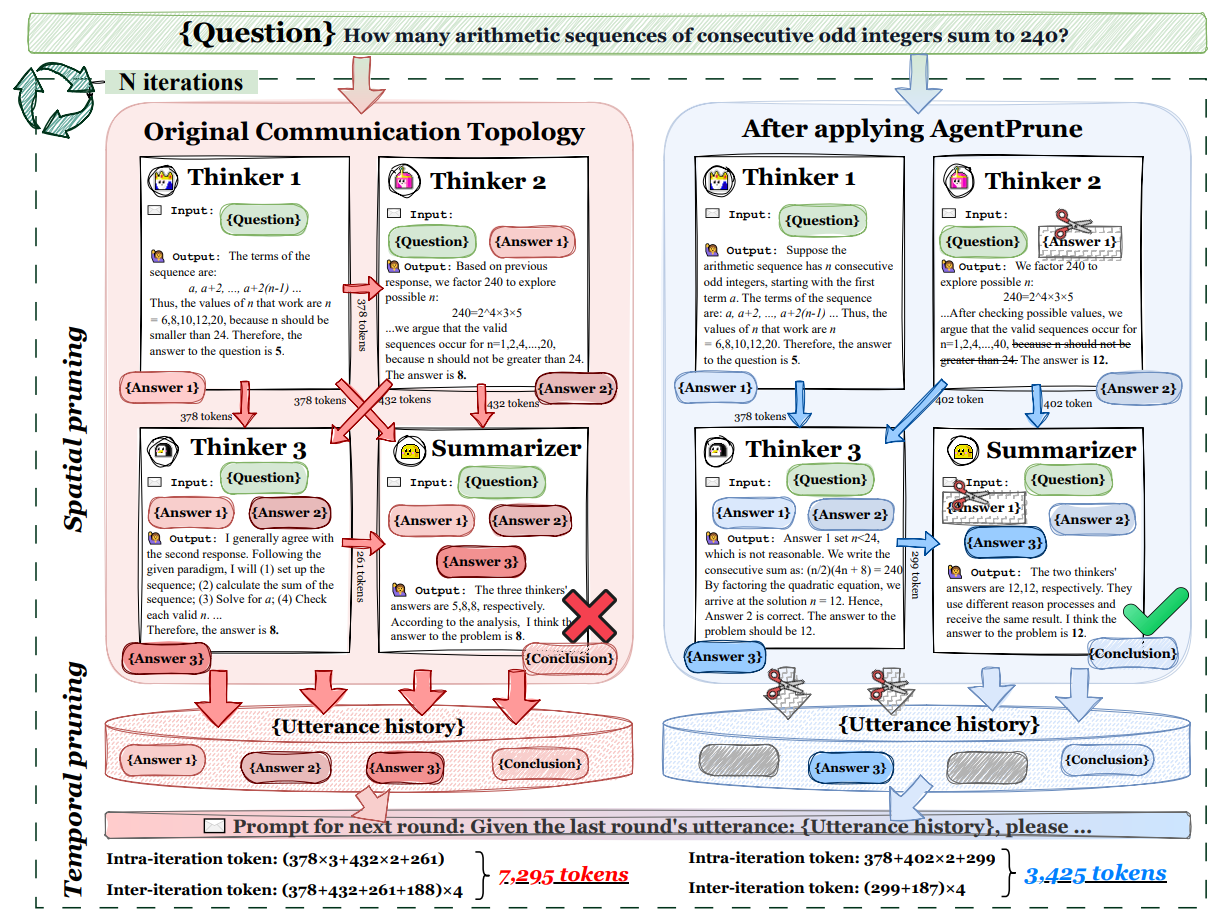 {Question} How many arithmetic sequences of consecutive odd integers sum to 240?
N iterations
Original Communication Topology
Thinker 1
Input:
{Question}
Output: The terms of the
sequence are:
a, a+2, ..., a+2(n-1) ...
Thus, the values of n that work are n
= 6,8,10,12,20, because n should be
smaller than 24. Therefore, the
answer to the question is 5.
{Answer 1}
378 tokens
Thinker 2
Input:
{Question}
{Answer 1}
Output: Based on previous
response, we factor 240 to explore
possible n:
240=2^4×3×5
...we argue that the valid
sequences occur for n=1,2,4,...,20,
because n should not be greater than 24.
The answer is 8.
{Answer 2}
378 tokens
378 tokens
432 tokens
432 tokens
Thinker 3
Input:
{Question}
{Answer 1}
{Answer 2}
Output: I generally agree with
the second response. Following the
given paradigm, I will (1) set up the
sequence; (2) calculate the sum of the
sequence; (3) Solve for a; (4) Check
each valid n. ...
Therefore, the answer is 8.
{Answer 3}
261 tokens
Summarizer
Input:
{Question}
{Answer 1}
{Answer 2}
{Answer 3}
Output: The three thinkers'
answers are 5,8,8, respectively.
According to the analysis, I think the
answer to the problem is 8.
{Conclusion}
After applying AgentPrune
Thinker 1
Input:
{Question}
Output: Suppose the
arithmetic sequence has n consecutive
odd integers, starting with the first
term a. The terms of the sequence
are: a, a+2, ..., a+2(n-1) ... Thus, the
values of n that work are n
= 6,8,10,12,20. Therefore, the answer
to the question is 5.
{Answer 1}
Thinker 2
Input:
{Question}
{Answer 1}
Output: We factor 240 to
explore possible n:
240=2^4×3×5
...After checking possible values, we
argue that the valid sequences occur for
n=1,2,4,...,40, because n should not be
greater than 24. The answer is 12.
{Answer 2}
378 tokens
402 token
402 token
Thinker 3
Input:
{Question}
{Answer 1}
{Answer 2}
Output: Answer 1 set n<24,
which is not reasonable. We write the
consecutive sum as: (n/2)(4n + 8) = 240
By factoring the quadratic equation, we
arrive at the solution n = 12. Hence,
Answer 2 is correct. The answer to the
problem should be 12.
{Answer 3}
299 token
Summarizer
Input:
{Question}
{Answer 1}
{Answer 2}
{Answer 3}
Output: The two thinkers'
answers are 12,12, respectively. They
use different reason processes and
receive the same result. I think the
answer to the problem is 12.
{Conclusion}
Spatial pruning
Temporal pruning
{Utterance history}
{Answer 1}
{Answer 2}
{Answer 3}
{Conclusion}
{Utterance history}
{Answer 3}
{Conclusion}
Prompt for next round: Given the last round's utterance: {Utterance history}, please ...
Intra-iteration token: (378×3+432×2+261)
Inter-iteration token: (378+432+261+188)×4
7,295 tokens
Intra-iteration token: 378+402×2+299
Inter-iteration token: (299+187)×4
3,425 tokens